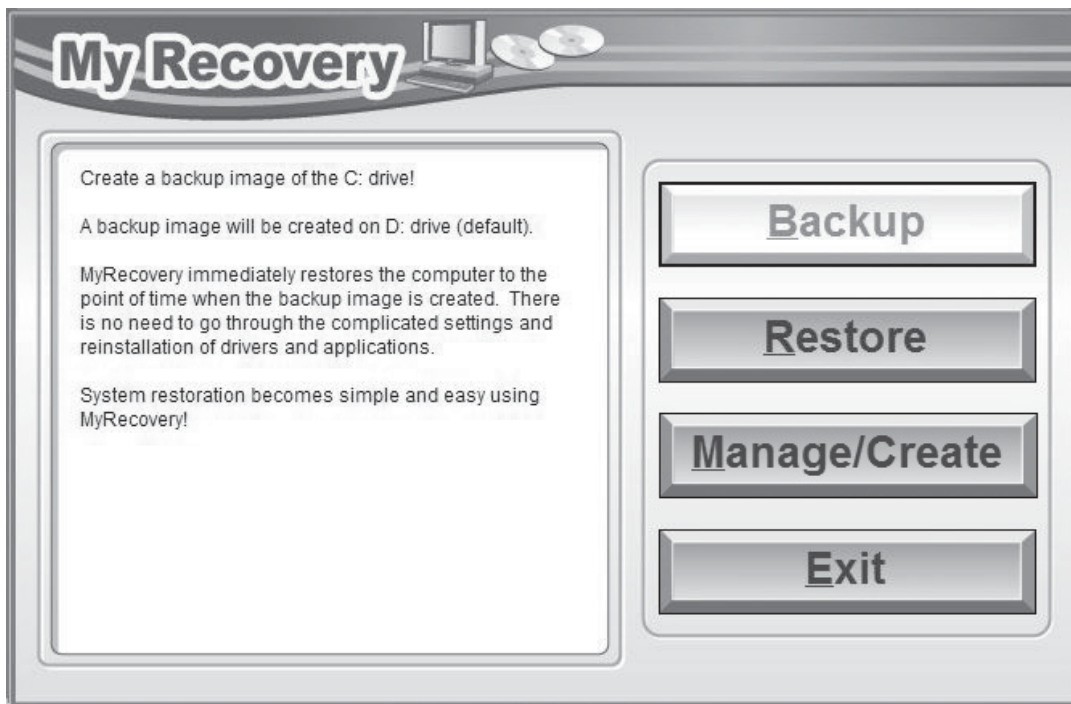 My Recovery
Create a backup image of the C: drive!
A backup image will be created on D: drive (default).
MyRecovery immediately restores the computer to the
point of time when the backup image is created.  There
is no need to go through the complicated settings and
reinstallation of drivers and applications.
System restoration becomes simple and easy using
MyRecovery!
Backup
Restore
Manage/Create
Exit